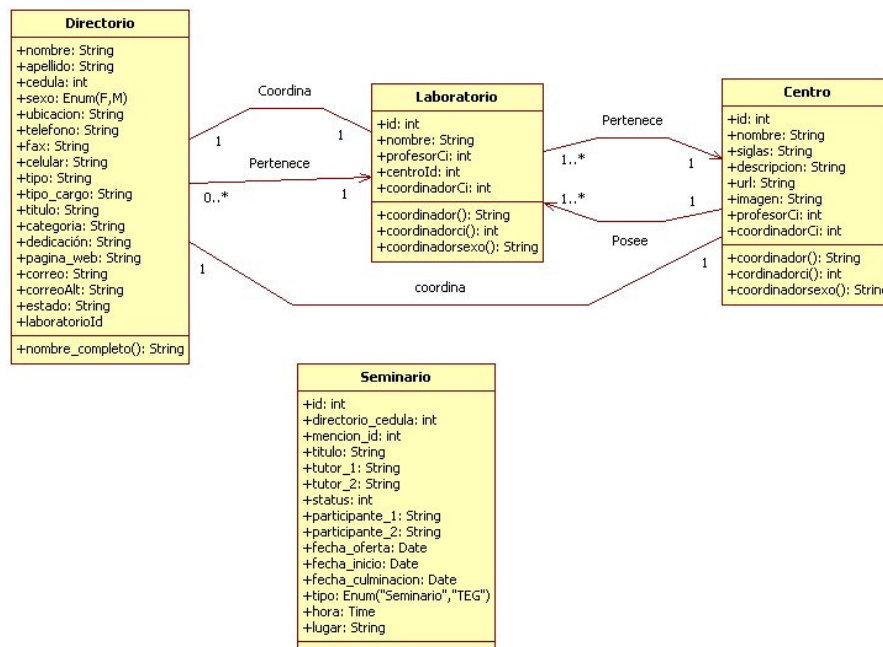 Directorio
+nombre: String
+apellido: String
+cedula: int
+sexo: Enum(F,M)
+ubicacion: String
+telefono: String
+fax: String
+celular: String
+tipo: String
+tipo_cargo: String
+titulo: String
+categoria: String
+dedicación: String
+pagina_web: String
+correo: String
+correoAlt: String
+estado: String
+laboratorioId
+nombre_completo(): String
Coordina
1
1
Pertenece
0..*
1
Laboratorio
+id: int
+nombre: String
+profesorCi: int
+centroId: int
+coordinadorCi: int
+coordinador(): String
+coordinadorci(): int
+coordinadorsexo(): String
Pertenece
1..*
1
1..*
1
Posee
Centro
+id: int
+nombre: String
+siglas: String
+descripcion: String
+url: String
+imagen: String
+profesorCi: int
+coordinadorCi: int
+coordinador(): String
+cordinadorci(): int
+coordinadorsexo(): String
1
coordina
1
Seminario
+id: int
+directorio_cedula: int
+mencion_id: int
+titulo: String
+tutor_1: String
+tutor_2: String
+status: int
+participante_1: String
+participante_2: String
+fecha_oferta: Date
+fecha_inicio: Date
+fecha_culminacion: Date
+tipo: Enum("Seminario","TEG")
+hora: Time
+lugar: String